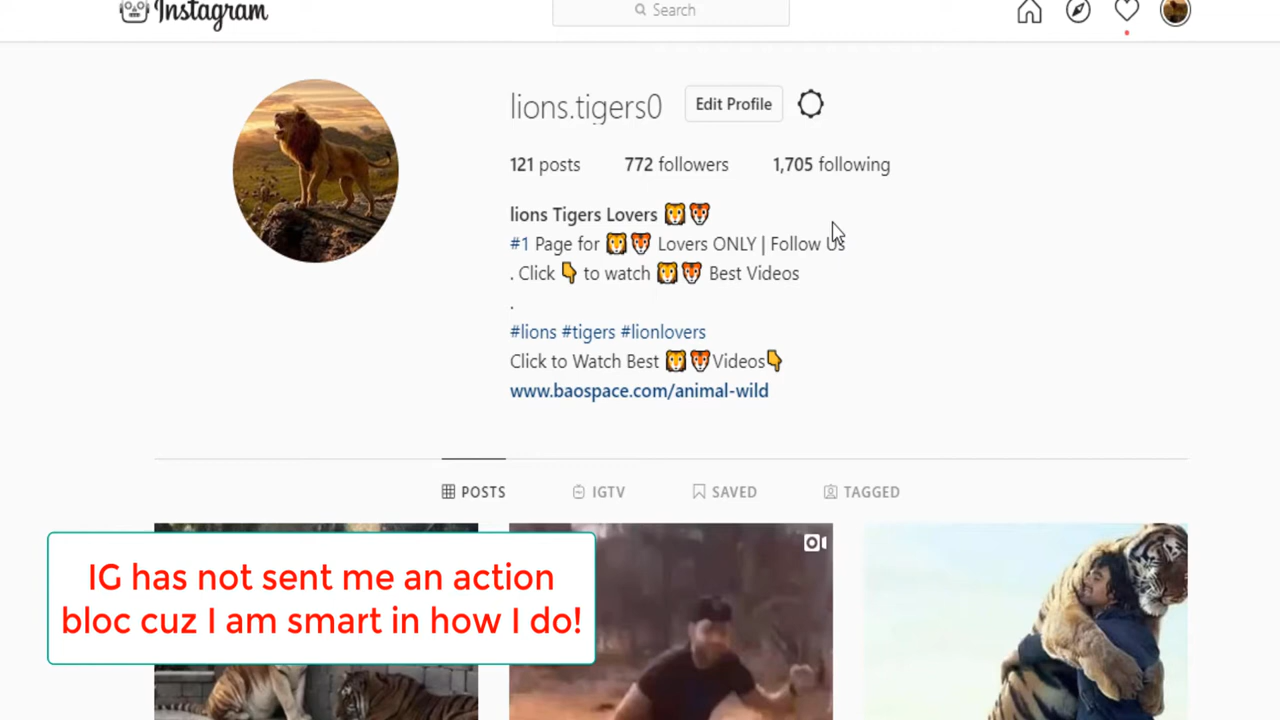 Instagram
Search
lions.tigers0 Edit Profile
121 posts 772 followers 1,705 following
lions Tigers Lovers 🦁🐯
#1 Page for 🦁🐯 Lovers ONLY | Follow Us
. Click 👇 to watch 🦁🐯 Best Videos
.
#lions #tigers #lionlovers
Click to Watch Best 🦁🐯Videos👇
www.baospace.com/animal-wild
POSTS IGTV SAVED TAGGED
IG has not sent me an action
bloc cuz I am smart in how I do!